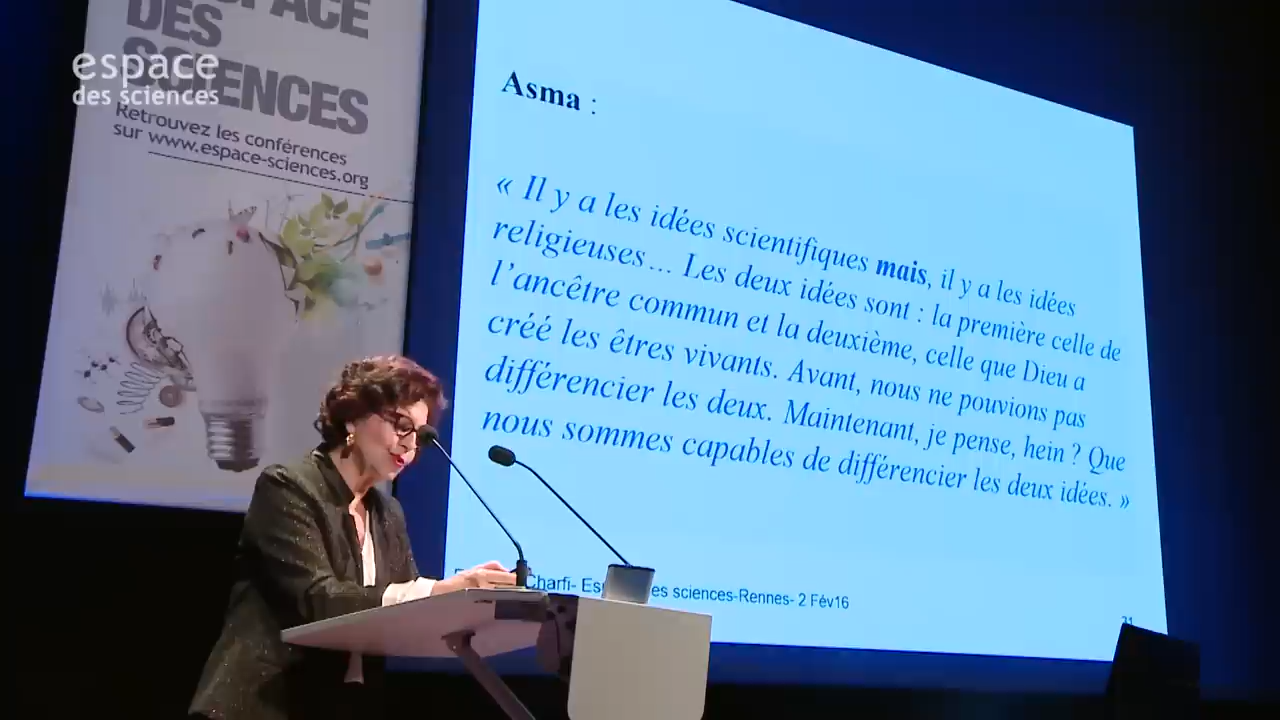 ESPACE
DES
SCIENCES
espace
des sciences
Retrouvez les conférences
sur www.espace-sciences.org
Asma :
« Il y a les idées scientifiques mais, il y a les idées
religieuses... Les deux idées sont : la première celle de
l’ancêtre commun et la deuxième, celle que Dieu a
créé les êtres vivants. Avant, nous ne pouvions pas
différencier les deux. Maintenant, je pense, hein ? Que
nous sommes capables de différencier les deux idées. »
Charfi- Es es sciences-Rennes- 2 Fév16